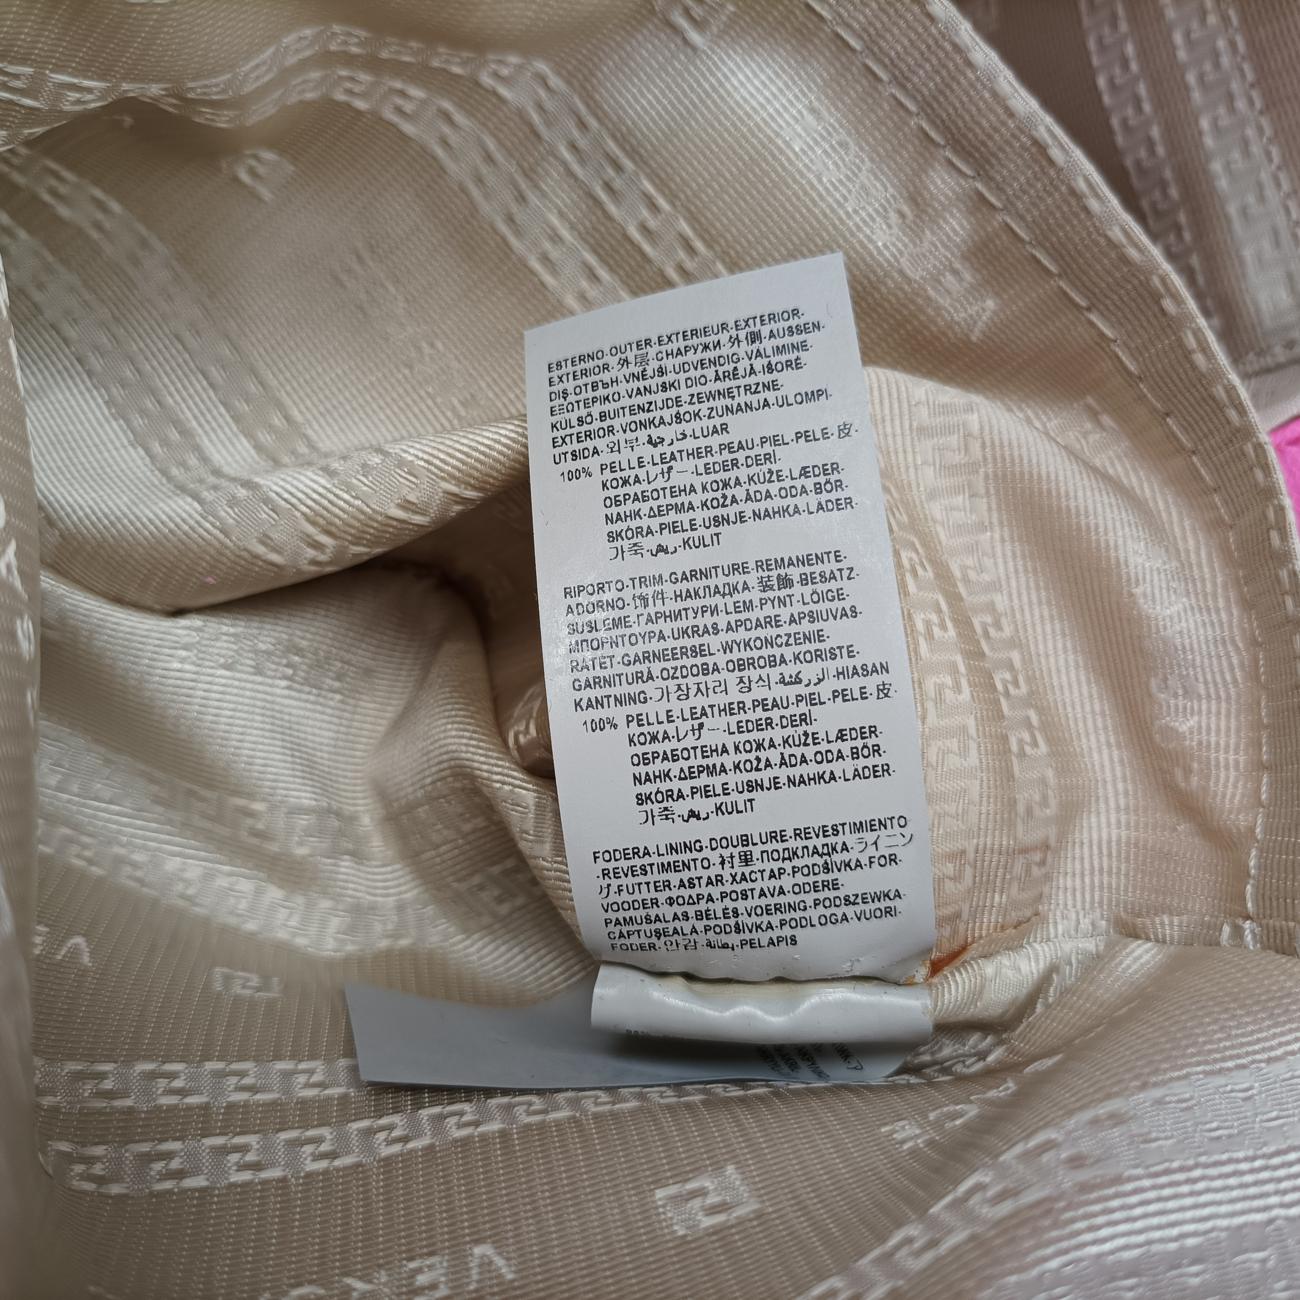 ESTERNO·OUTER·EXTERIEUR·EXTERIOR·
EXTERIOR·外层·СНАРУЖИ·外側·AUSSEN·
DIŞ·ОТВЪН·VNĚJŠÍ·UDVENDIG·VÄLIMINE·
ΕΞΩΤΕΡΙΚΟ·VANJSKI DIO·ĀRĒJĀ·IŠORĖ·
KÜLSŐ·BUITENZIJDE·ZEWNĘTRZNE·
EXTERIOR·VONKAJŠOK·ZUNANJA·ULOMPI·
UTSIDA·외부·خارجية·LUAR
100% PELLE·LEATHER·PEAU·PIEL·PELE·皮·
КОЖА·レザー·LEDER·DERİ·
ОБРАБОТЕНА КОЖА·KŮŽE·LÆDER·
NAHK·ΔΕΡΜΑ·KOŽA·ĀDA·ODA·BŐR·
SKÓRA·PIELE·USNJE·NAHKA·LÄDER·
가죽·ریش·KULIT
RIPORTO·TRIM·GARNITURE·REMANENTE·
ADORNO·饰件·НАКЛАДКА·装飾·BESATZ·
SUSLEME·ГАРНИТУРИ·LEM·PYNT·LÖIGE·
ΜΠΟΡΝΤΟΥΡΑ·UKRAS·APDARE·APSIUVAS·
RÁTÉT·GARNEERSEL·WYKOŃCZENIE·
GARNITURĂ·OZDOBA·OBROBA·KORISTE·
KANTNING·가장자리 장식·الزركشة·HIASAN
100% PELLE·LEATHER·PEAU·PIEL·PELE·皮·
КОЖА·レザー·LEDER·DERİ·
ОБРАБОТЕНА КОЖА·KŮŽE·LÆDER·
NAHK·ΔΕΡΜΑ·KOŽA·ĀDA·ODA·BŐR·
SKÓRA·PIELE·USNJE·NAHKA·LÄDER·
가죽·ریش·KULIT
FODERA·LINING·DOUBLURE·REVESTIMIENTO
·REVESTIMENTO·衬里·ПОДКЛАДКА·ライニン
グ·FUTTER·ASTAR·ХАСТАР·PODŠÍVKA·FOR·
VOODER·ΦΟΔΡΑ·POSTAVA·ODERE·
PAMUŠALAS·BÉLÉS·VOERING·PODSZEWKA·
CĂPTUŞEALĂ·PODŠÍVKA·PODLOGA·VUORI·
FODER·안감·بطانة·PELAPIS